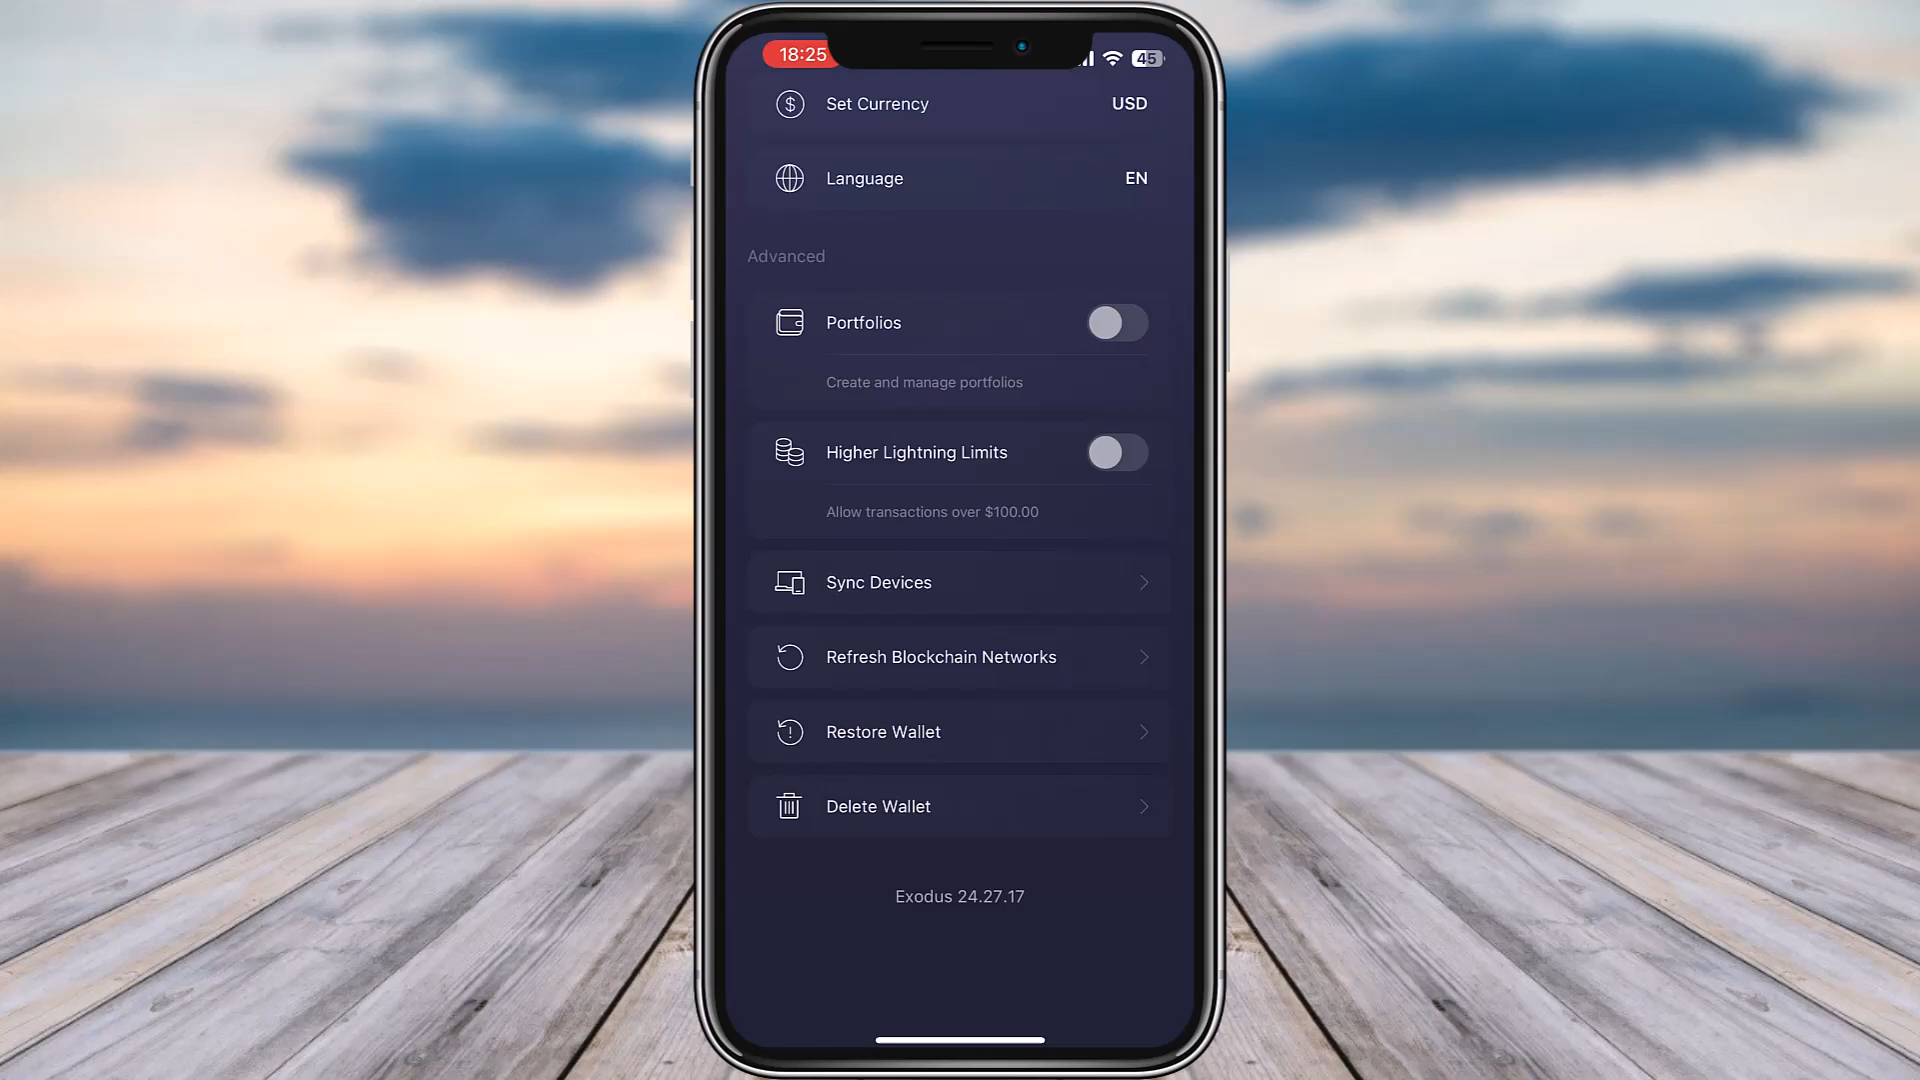 18:25
45
Set Currency
USD
Language
EN
Advanced
Portfolios
Create and manage portfolios
Higher Lightning Limits
Allow transactions over $100.00
Sync Devices
Refresh Blockchain Networks
Restore Wallet
Delete Wallet
Exodus 24.27.17